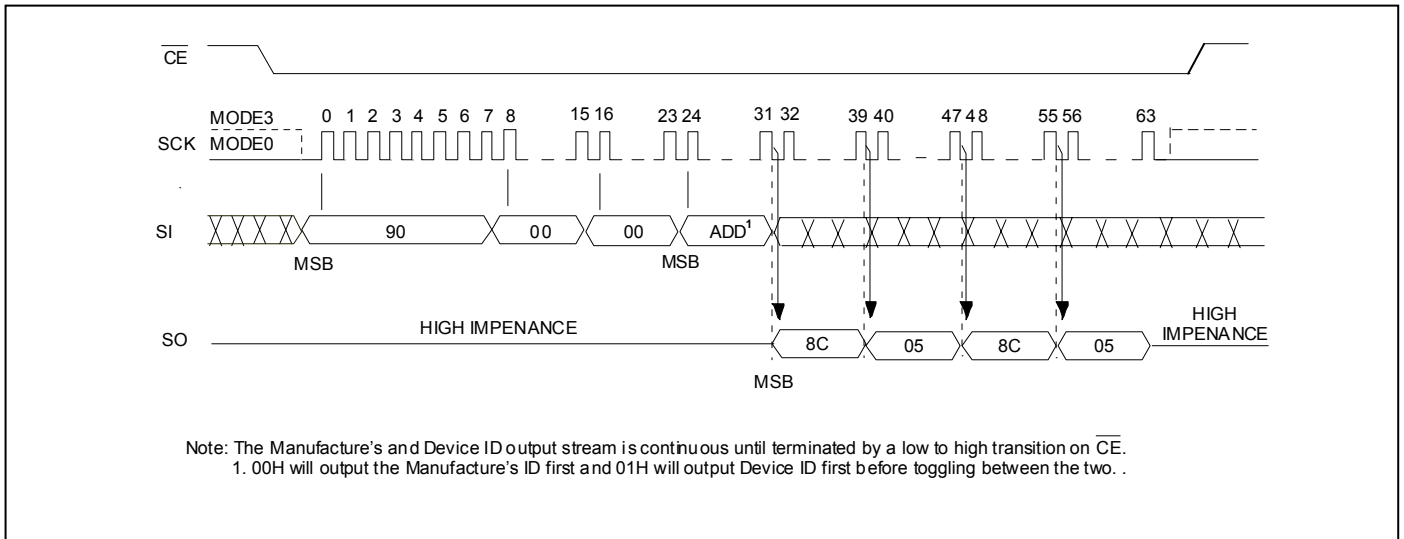 CE
MODE3 0 1 2 3 4 5 6 7 8 15 16 23 24 31 32 39 40 47 48 55 56 63
SCK MODE0
SI 90 00 00 ADD1
MSB MSB
HIGH IMPENANCE HIGH IMPENANCE
SO 8C 05 8C 05
MSB
Note: The Manufacture's and Device ID output stream is continuous until terminated by a low to high transition on CE.
1. 00H will output the Manufacture's ID first and 01H will output Device ID first before toggling between the two. .